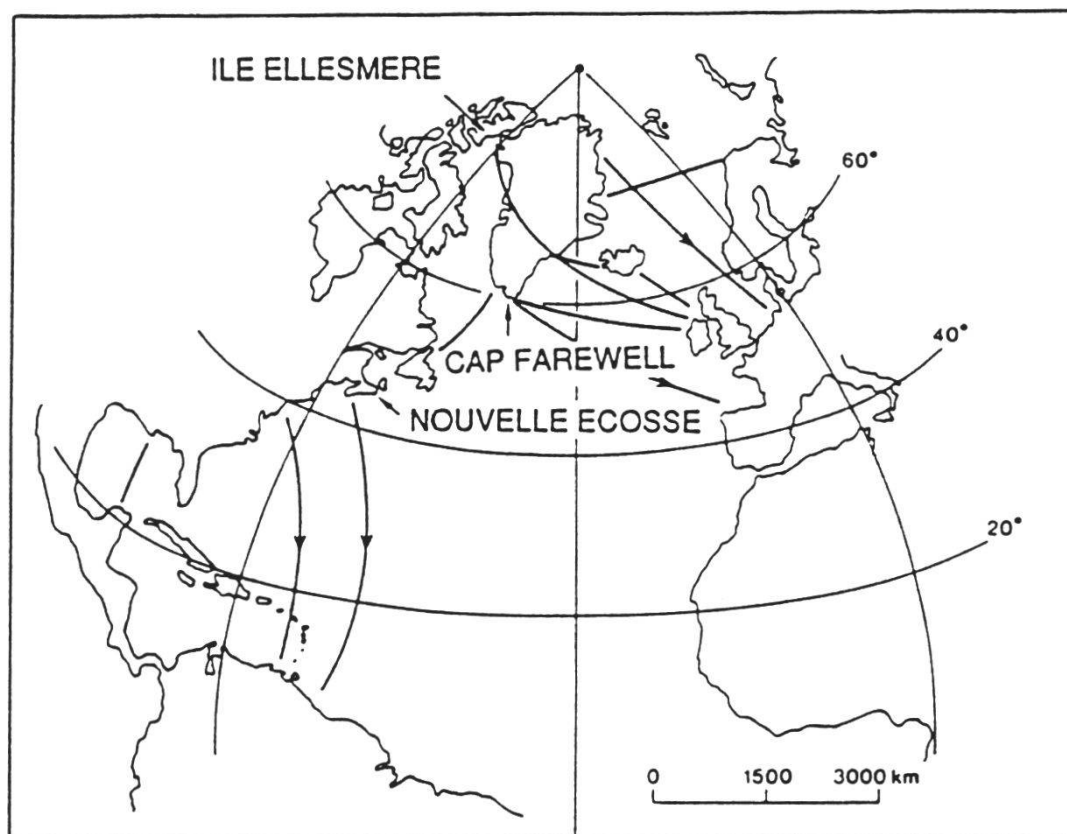 ILE ELLESMERE
60°
CAP FAREWELL
40°
NOUVELLE ECOSSE
20°
0 1500 3000 km